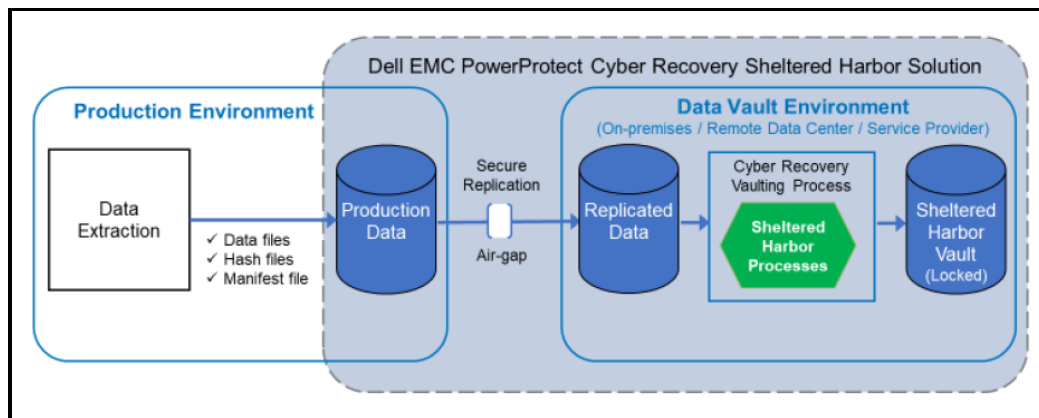 Dell EMC PowerProtect Cyber Recovery Sheltered Harbor Solution
Production Environment
Data
Extraction
✓ Data files
✓ Hash files
✓ Manifest file
Production
Data
Secure
Replication
Air-gap
Data Vault Environment
(On-premises / Remote Data Center / Service Provider)
Replicated
Data
Cyber Recovery
Vaulting Process
Sheltered
Harbor
Processes
Sheltered
Harbor
Vault
(Locked)